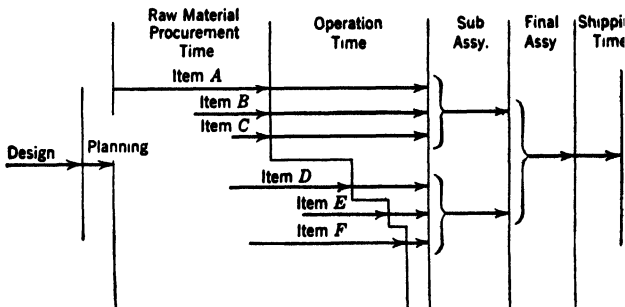 Raw Material
Procurement
Time
Operation
Time
Sub
Assy.
Final
Assy
Shippi
Time
Item A
Item B
Item C
Design
Planning
Item D
Item E
Item F